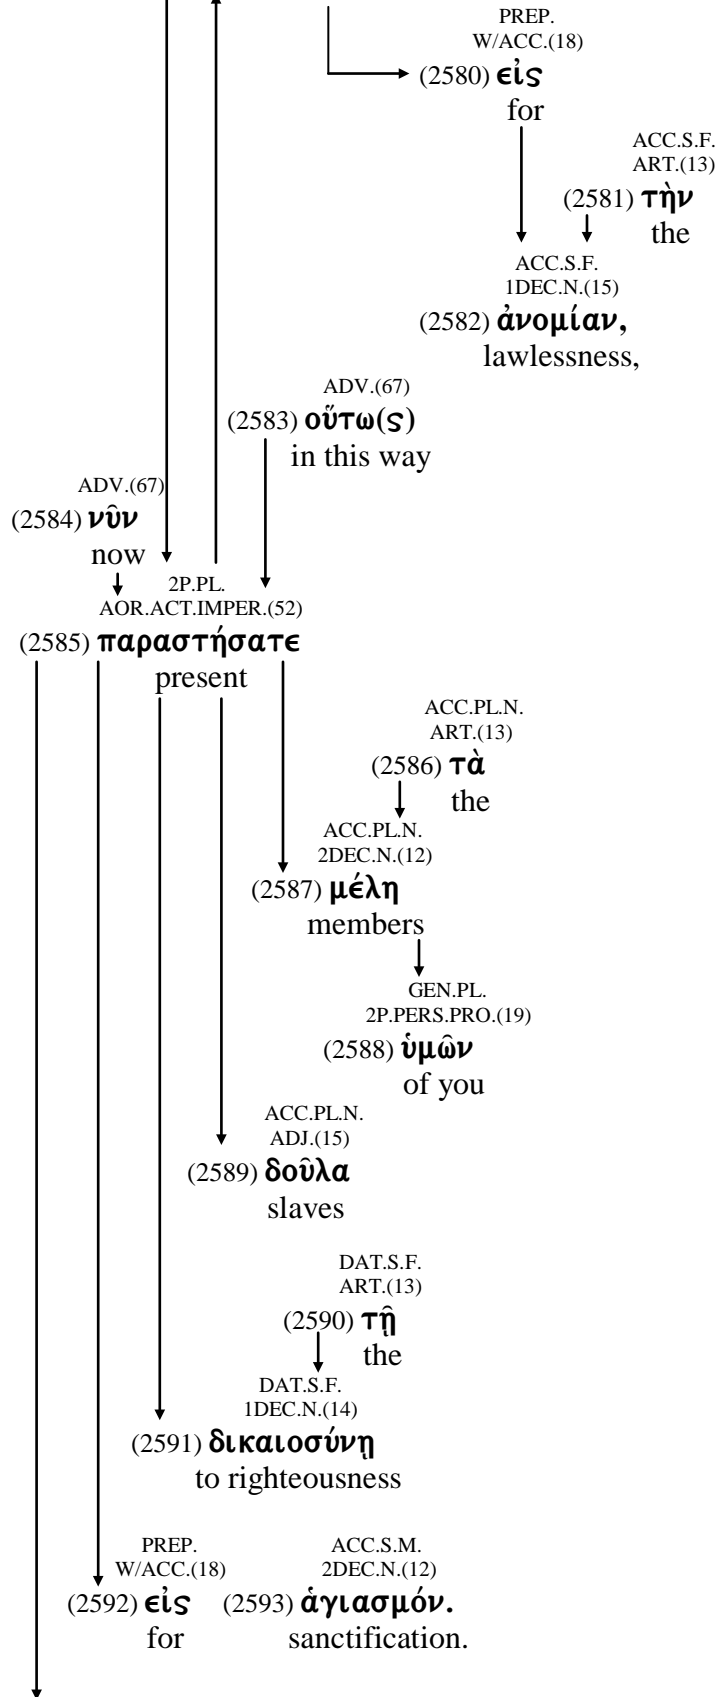 PREP.
W/ACC.(18)
(2580) εἰς
for
ACC.S.F.
ART.(13)
(2581) τὴν
the
ACC.S.F.
1DEC.N.(15)
(2582) ἀνομίαν,
lawlessness,
ADV.(67)
(2583) οὕτω(ς)
in this way
ADV.(67)
(2584) νῦν
now
2P.PL.
AOR.ACT.IMPER.(52)
(2585) παραστήσατε
present
ACC.PL.N.
ART.(13)
(2586) τὰ
the
ACC.PL.N.
2DEC.N.(12)
(2587) μέλη
members
GEN.PL.
2P.PERS.PRO.(19)
(2588) ὑμῶν
of you
ACC.PL.N.
ADJ.(15)
(2589) δοῦλα
slaves
DAT.S.F.
ART.(13)
(2590) τῇ
the
DAT.S.F.
1DEC.N.(14)
(2591) δικαιοσύνῃ
to righteousness
PREP. ACC.S.M.
W/ACC.(18) 2DEC.N.(12)
(2592) εἰς (2593) ἁγιασμόν.
for sanctification.